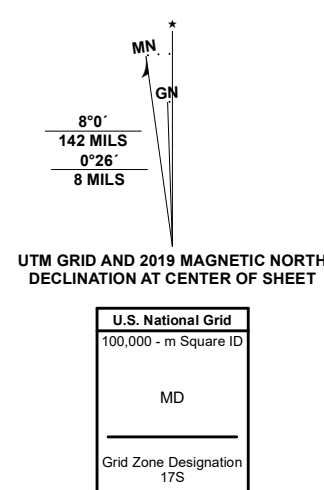 MN
GN
8°0´
142 MILS
0°26´
8 MILS
UTM GRID AND 2019 MAGNETIC NORTH
DECLINATION AT CENTER OF SHEET
U.S. National Grid
100,000 - m Square ID
MD
Grid Zone Designation
17S